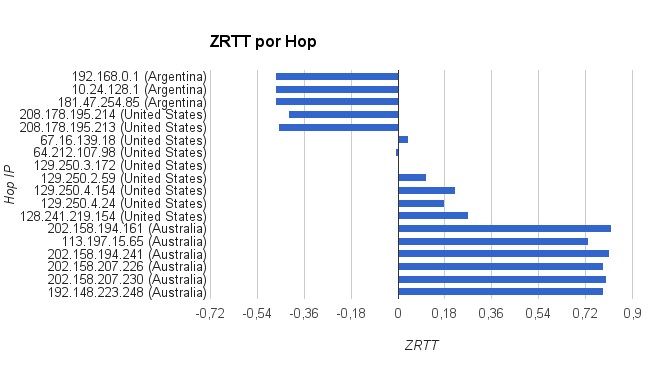 ZRTT por Hop
Hop IP
192.168.0.1 (Argentina)
10.24.128.1 (Argentina)
181.47.254.85 (Argentina)
208.178.195.214 (United States)
208.178.195.213 (United States)
67.16.139.18 (United States)
64.212.107.98 (United States)
129.250.3.172 (United States)
129.250.2.59 (United States)
129.250.4.154 (United States)
129.250.4.24 (United States)
128.241.219.154 (United States)
202.158.194.161 (Australia)
113.197.15.65 (Australia)
202.158.194.241 (Australia)
202.158.207.226 (Australia)
202.158.207.230 (Australia)
192.148.223.248 (Australia)
-0,72 -0,54 -0,36 -0,18 0 0,18 0,36 0,54 0,72 0,9
ZRTT